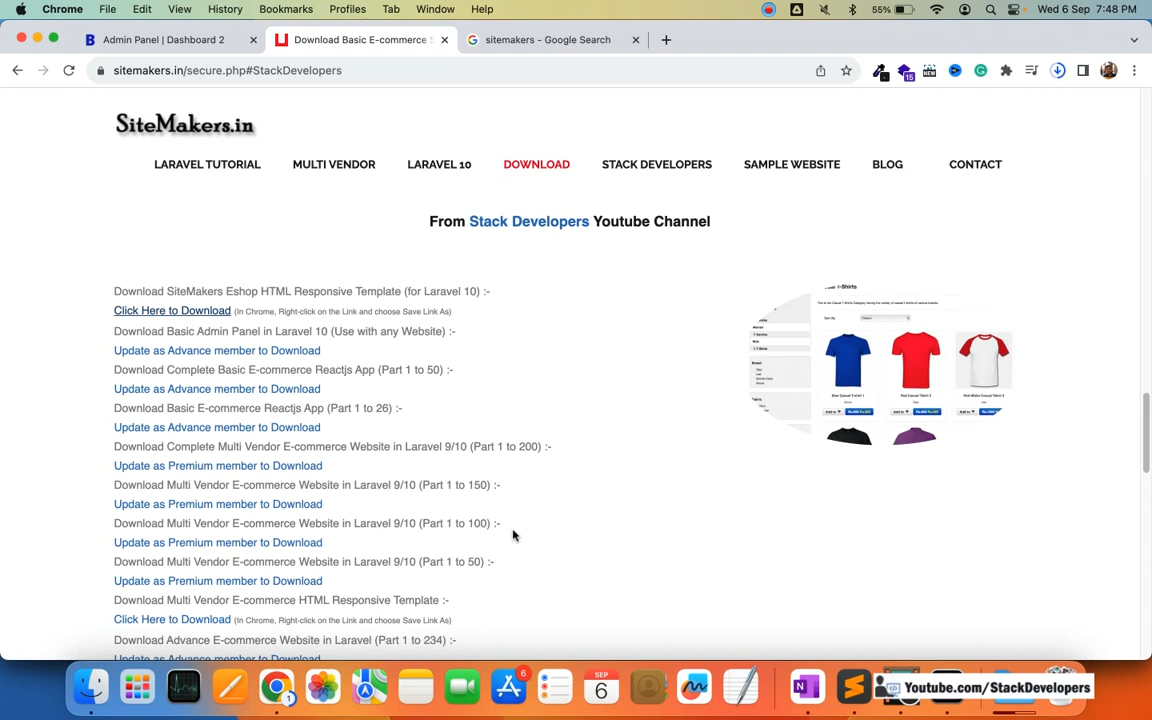 Chrome File Edit View History Bookmarks Profiles Tab Window Help 55% Wed 6 Sep 7:48 PM
Admin Panel | Dashboard 2 Download Basic E-commerce S sitemakers - Google Search
sitemakers.in/secure.php#StackDevelopers
SiteMakers.in
LARAVEL TUTORIAL MULTI VENDOR LARAVEL 10 DOWNLOAD STACK DEVELOPERS SAMPLE WEBSITE BLOG CONTACT
From Stack Developers Youtube Channel
Download SiteMakers Eshop HTML Responsive Template (for Laravel 10) :-
Click Here to Download (In Chrome, Right-click on the Link and choose Save Link As)
Download Basic Admin Panel in Laravel 10 (Use with any Website) :-
Update as Advance member to Download
Download Complete Basic E-commerce Reactjs App (Part 1 to 50) :-
Update as Advance member to Download
Download Basic E-commerce Reactjs App (Part 1 to 26) :-
Update as Advance member to Download
Download Complete Multi Vendor E-commerce Website in Laravel 9/10 (Part 1 to 200) :-
Update as Premium member to Download
Download Multi Vendor E-commerce Website in Laravel 9/10 (Part 1 to 150) :-
Update as Premium member to Download
Download Multi Vendor E-commerce Website in Laravel 9/10 (Part 1 to 100) :-
Update as Premium member to Download
Download Multi Vendor E-commerce Website in Laravel 9/10 (Part 1 to 50) :-
Update as Premium member to Download
Download Multi Vendor E-commerce HTML Responsive Template :-
Click Here to Download (In Chrome, Right-click on the Link and choose Save Link As)
Download Advance E-commerce Website in Laravel (Part 1 to 234) :-
Update as Advance member to Download
Youtube.com/StackDevelopers